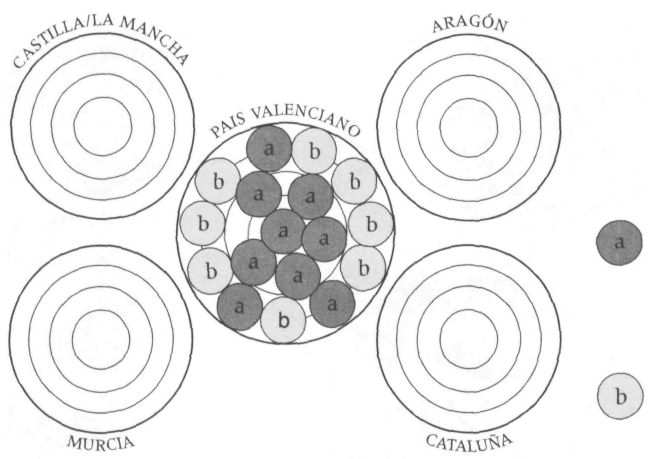 CASTILLA/LA MANCHA
ARAGÓN
PAIS VALENCIANO
a b
b a a b
b a a b
b a a b
a b a
a
b
MURCIA
CATALUÑA